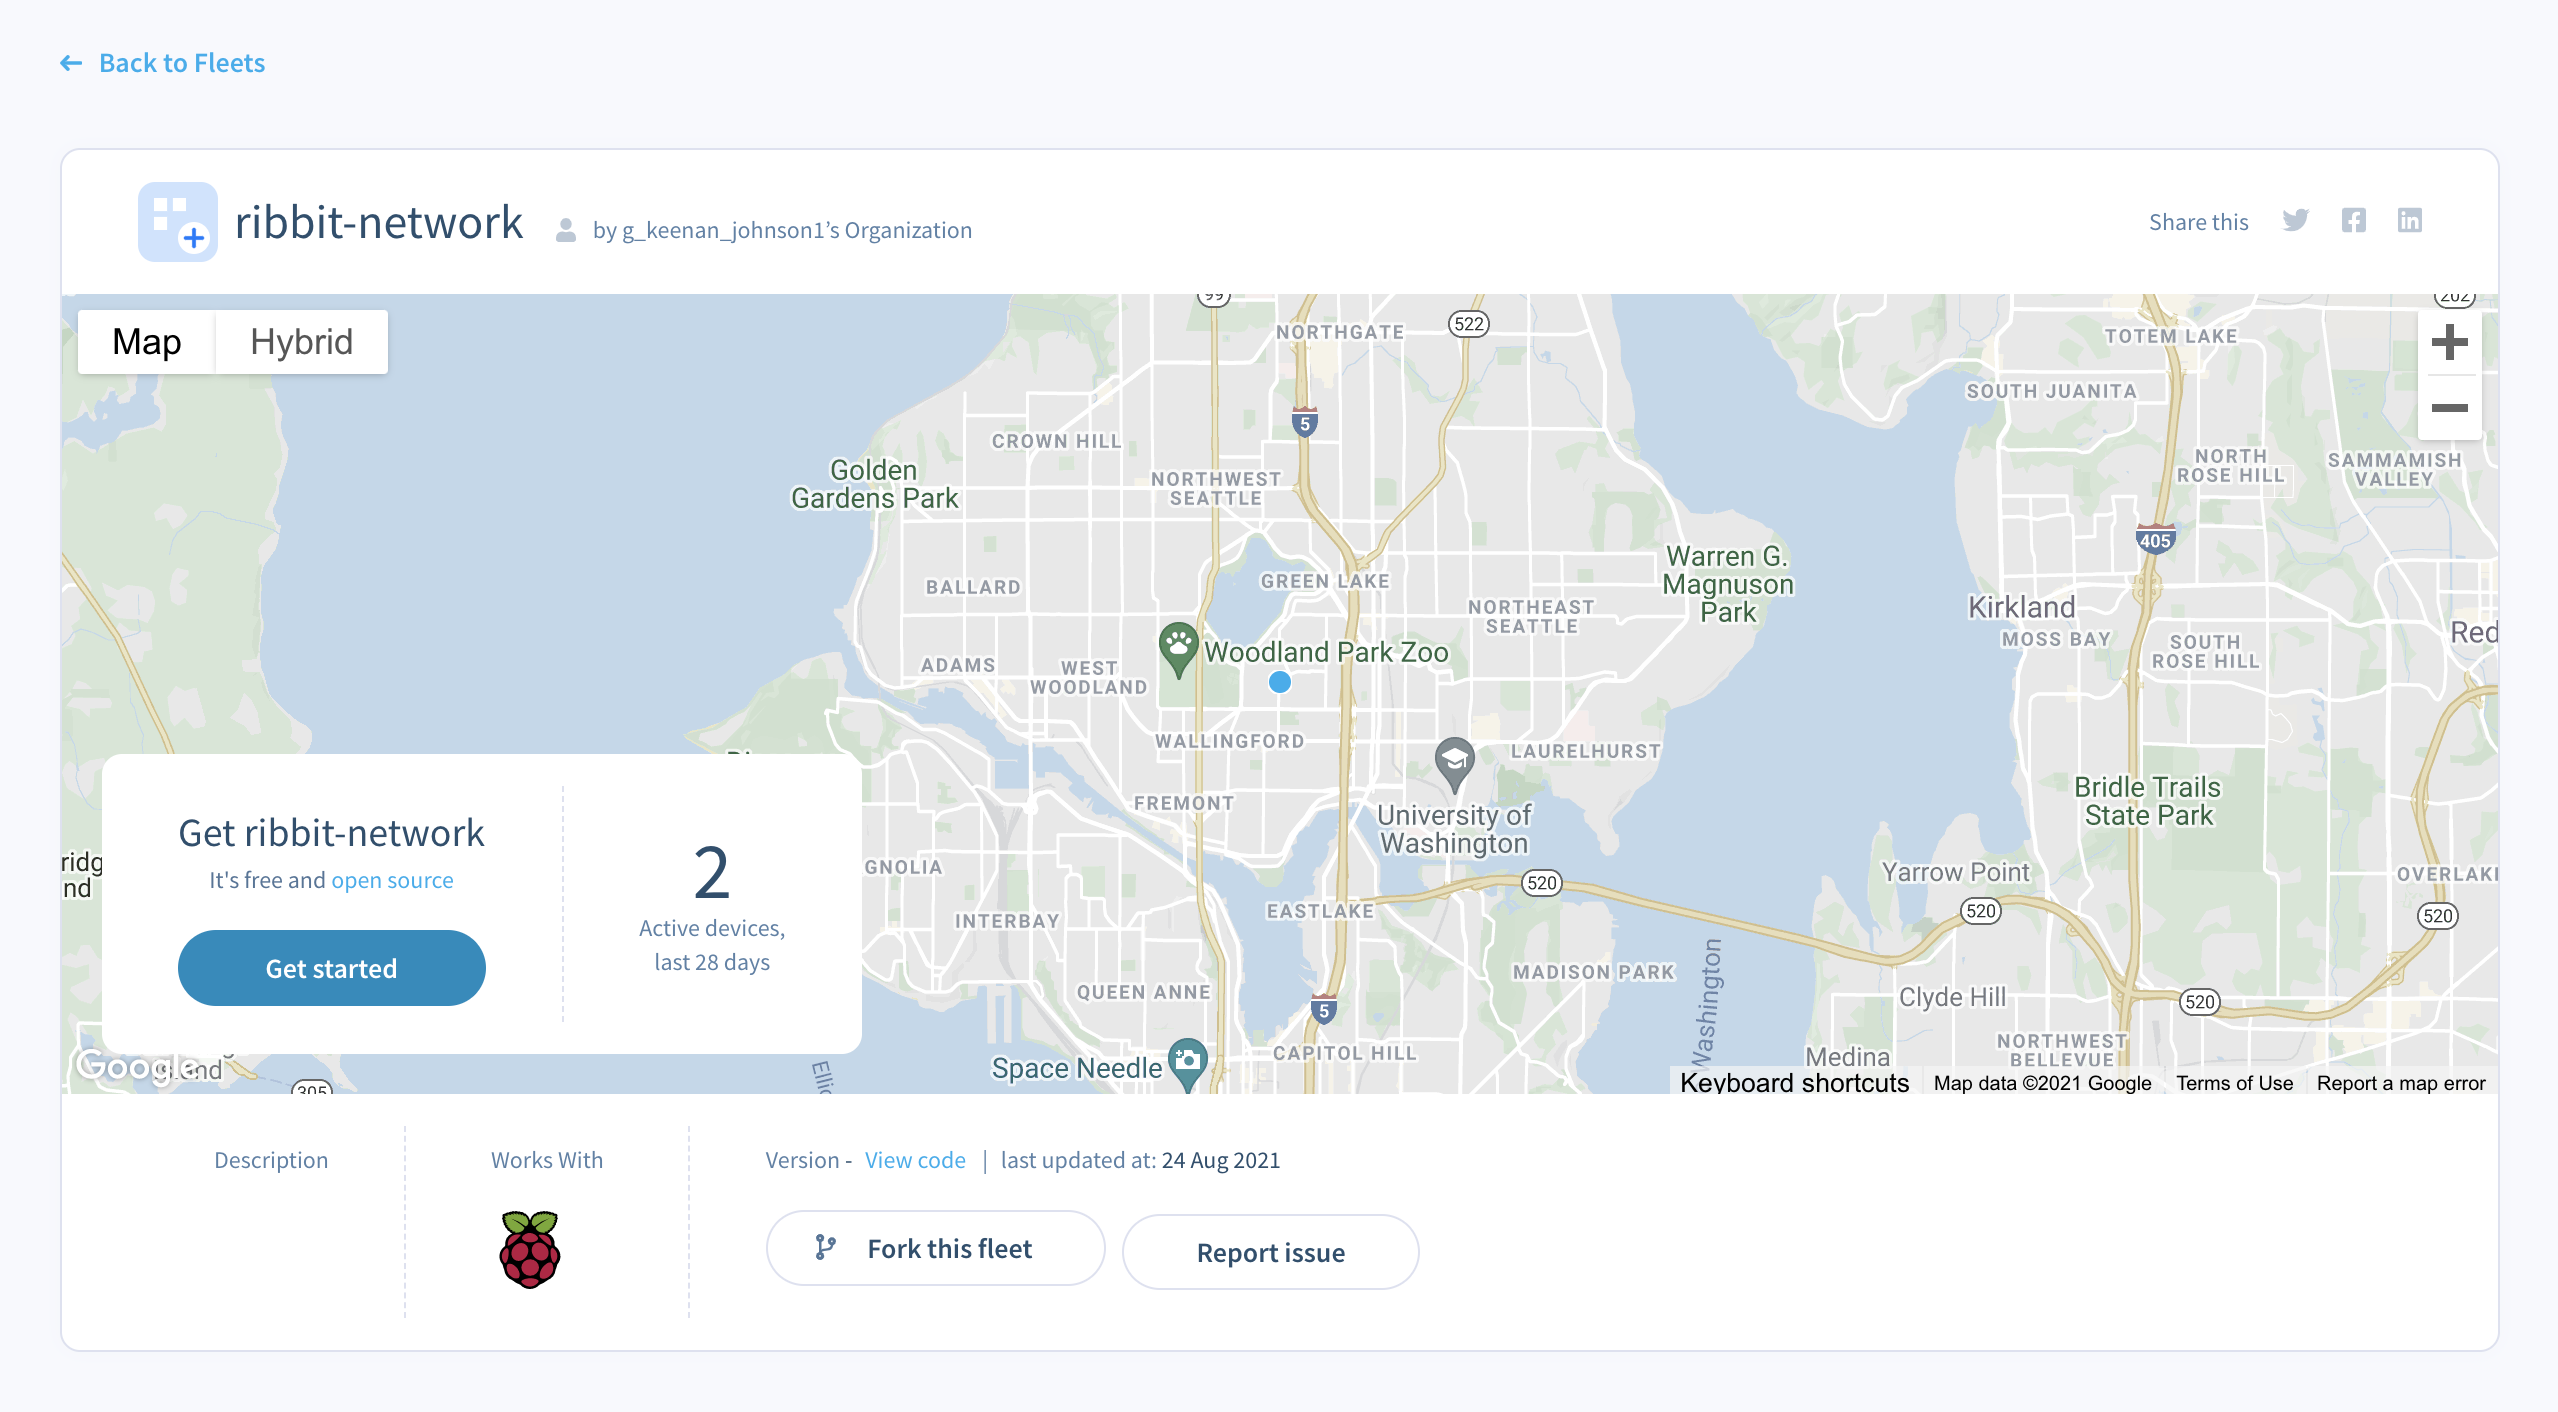 Back to Fleets
ribbit-network
by g_keenan_johnson1’s Organization
Share this
Map
Hybrid
99
NORTHGATE
522
TOTEM LAKE
202
SOUTH JUANITA
5
CROWN HILL
Golden
Gardens Park
NORTHWEST
SEATTLE
NORTH
ROSE HILL
SAMMAMISH
VALLEY
405
Warren G.
Magnuson
Park
BALLARD
GREEN LAKE
NORTHEAST
SEATTLE
Kirkland
MOSS BAY
Red
SOUTH
ROSE HILL
Woodland Park Zoo
ADAMS
WEST
WOODLAND
WALLINGFORD
LAURELHURST
FREMONT
University of
Washington
Bridle Trails
State Park
Get ribbit-network
It's free and open source
Get started
2
Active devices,
last 28 days
ridg
nd
GNOLIA
Yarrow Point
OVERLAK
520
520
520
INTERBAY
EASTLAKE
MADISON PARK
Washington
QUEEN ANNE
5
Clyde Hill
520
NORTHWEST
BELLEVUE
Space Needle
CAPITOL HILL
Medina
Google
sland
Elli
305
Keyboard shortcuts
Map data ©2021 Google
Terms of Use
Report a map error
Description
Works With
Version - View code | last updated at: 24 Aug 2021
Fork this fleet
Report issue